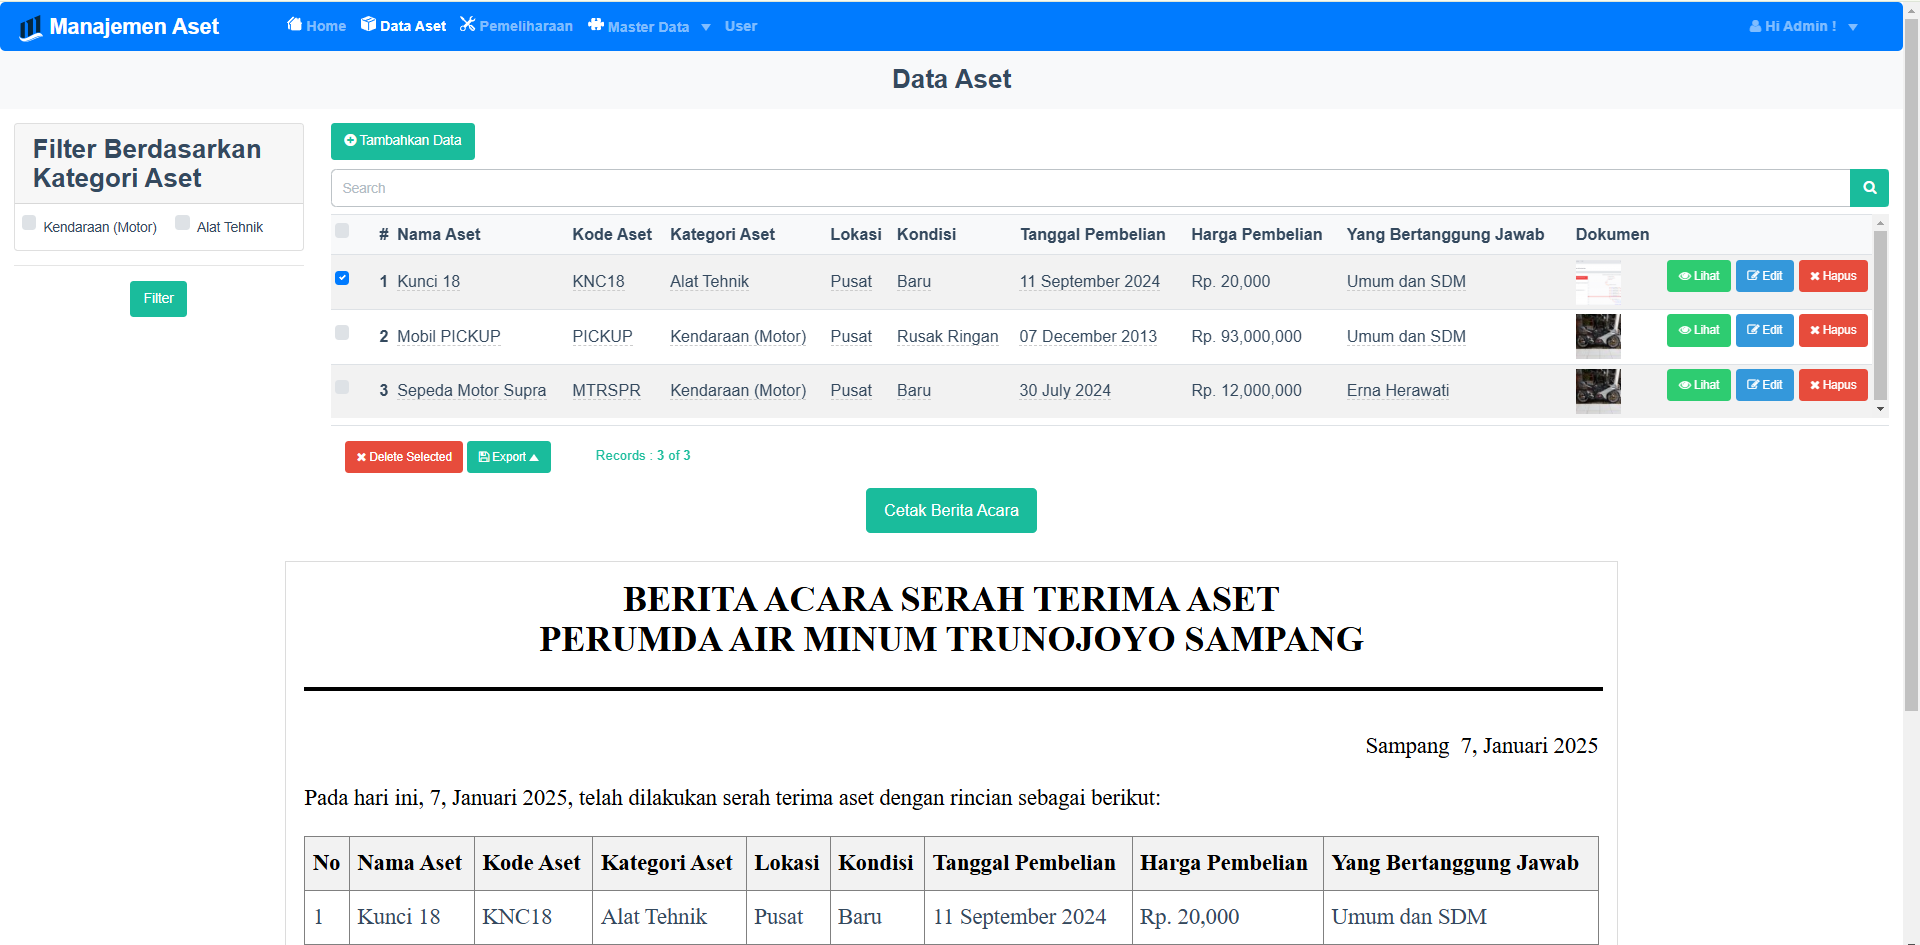 Manajemen Aset
Home
Data Aset
Pemeliharaan
Master Data
User
Hi Admin !
Data Aset
Filter Berdasarkan
Kategori Aset
Kendaraan (Motor)
Alat Tehnik
Filter
Tambahkan Data
Search
# Nama Aset Kode Aset Kategori Aset Lokasi Kondisi Tanggal Pembelian Harga Pembelian Yang Bertanggung Jawab Dokumen
1 Kunci 18 KNC18 Alat Tehnik Pusat Baru 11 September 2024 Rp. 20,000 Umum dan SDM Lihat Edit Hapus
2 Mobil PICKUP PICKUP Kendaraan (Motor) Pusat Rusak Ringan 07 December 2013 Rp. 93,000,000 Umum dan SDM Lihat Edit Hapus
3 Sepeda Motor Supra MTRSPR Kendaraan (Motor) Pusat Baru 30 July 2024 Rp. 12,000,000 Erna Herawati Lihat Edit Hapus
Delete Selected
Export
Records : 3 of 3
Cetak Berita Acara
BERITA ACARA SERAH TERIMA ASET
PERUMDA AIR MINUM TRUNOJOYO SAMPANG
Sampang 7, Januari 2025
Pada hari ini, 7, Januari 2025, telah dilakukan serah terima aset dengan rincian sebagai berikut:
No Nama Aset Kode Aset Kategori Aset Lokasi Kondisi Tanggal Pembelian Harga Pembelian Yang Bertanggung Jawab
1 Kunci 18 KNC18 Alat Tehnik Pusat Baru 11 September 2024 Rp. 20,000 Umum dan SDM